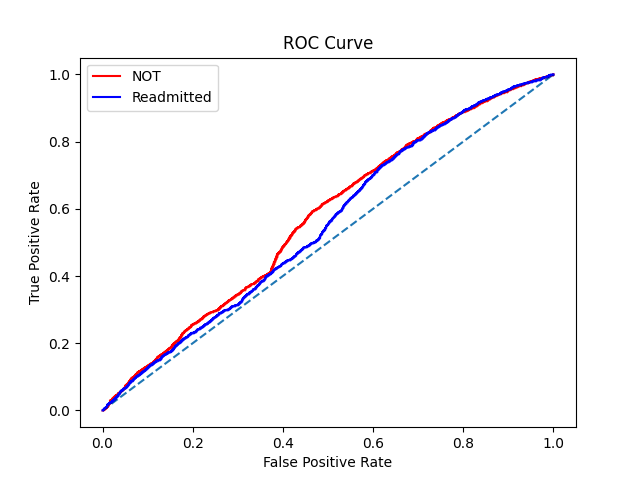 ROC Curve
NOT
Readmitted
True Positive Rate
1.0
0.8
0.6
0.4
0.2
0.0
0.0 0.2 0.4 0.6 0.8 1.0
False Positive Rate